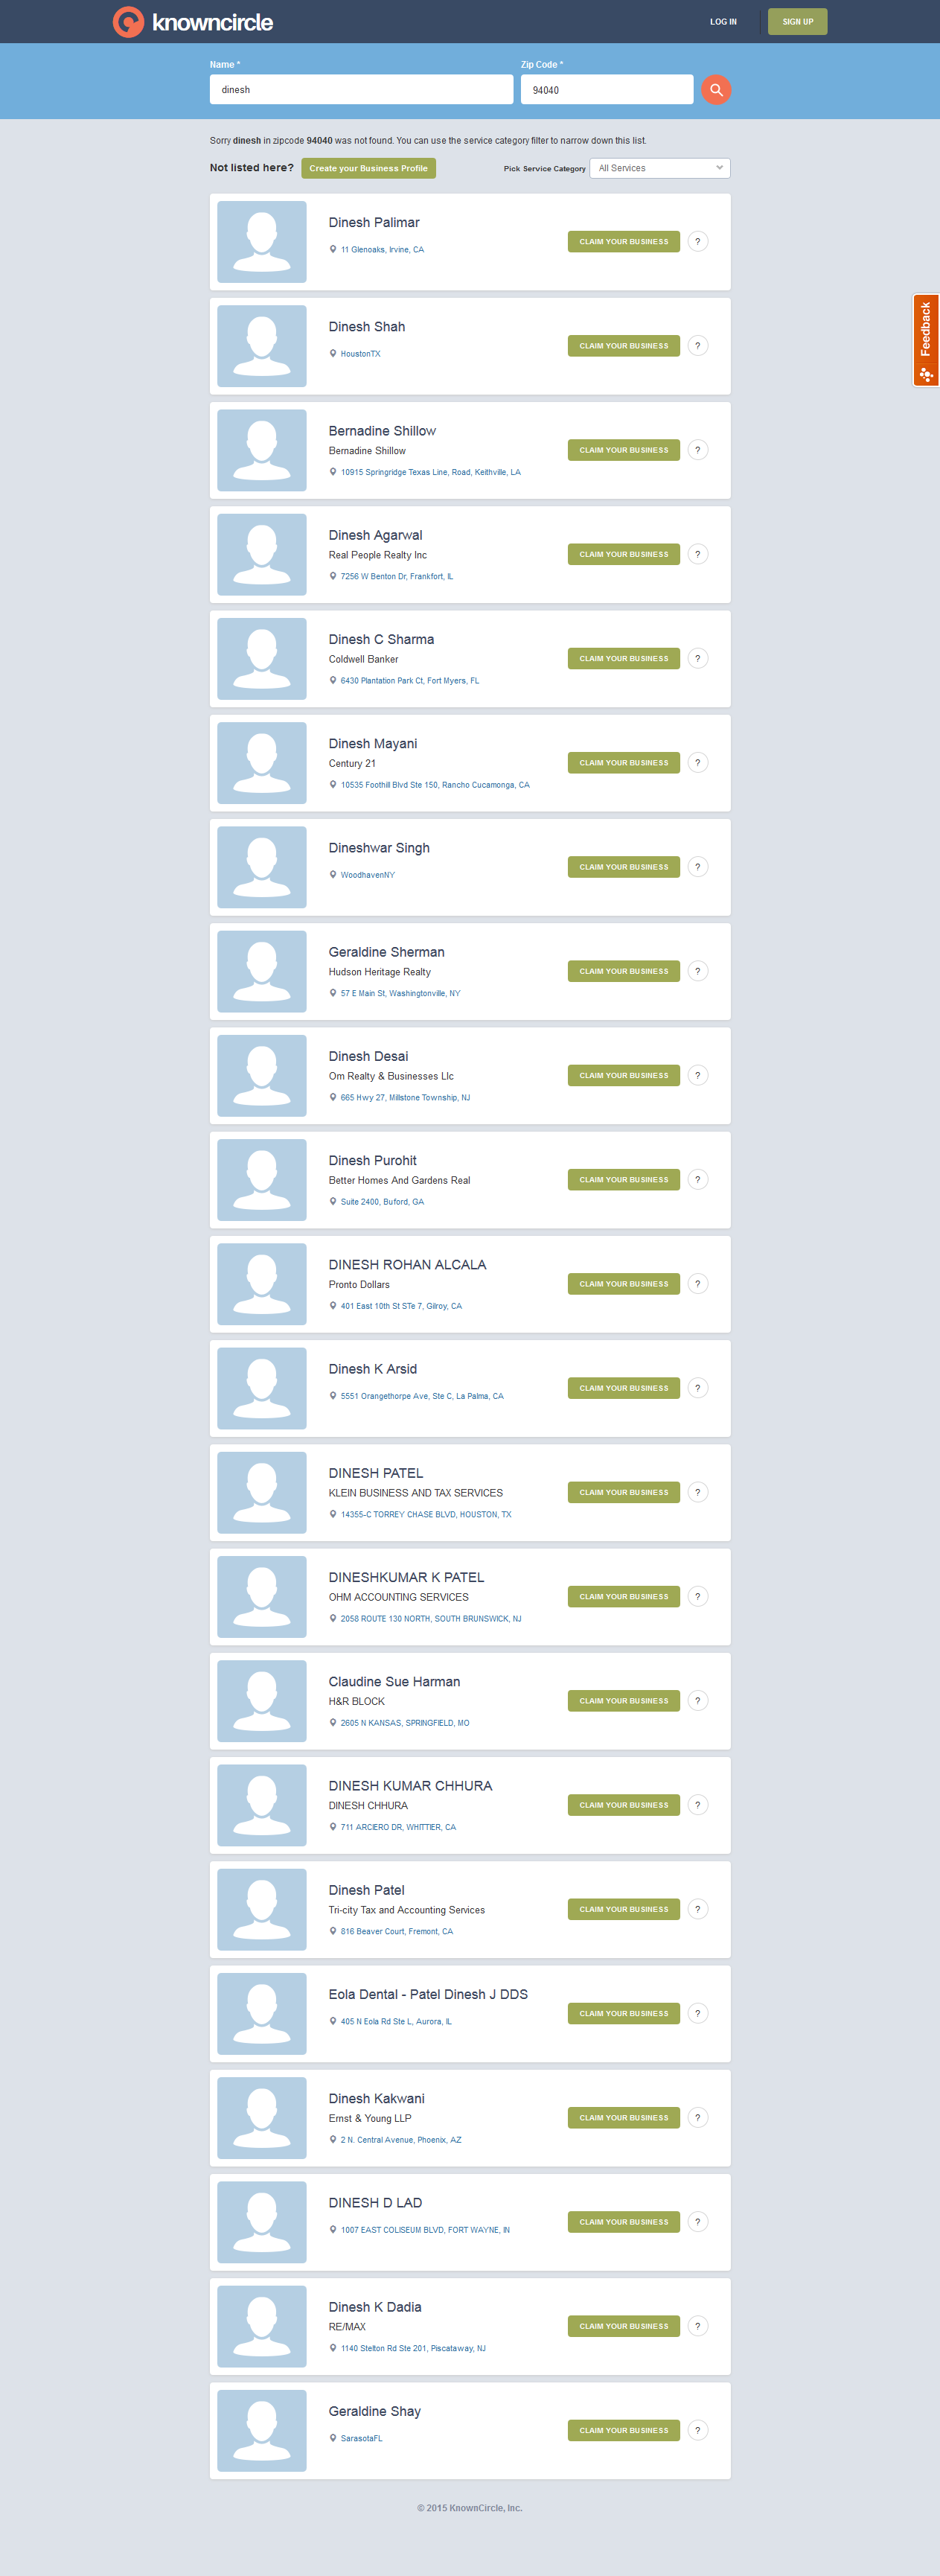 knowncircle
LOG IN
SIGN UP
Name *
Zip Code *
dinesh
94040
Sorry dinesh in zipcode 94040 was not found. You can use the service category filter to narrow down this list.
Not listed here?
Create your Business Profile
Pick Service Category
All Services
Dinesh Palimar
11 Glenoaks, Irvine, CA
CLAIM YOUR BUSINESS
?
Feedback
Dinesh Shah
HoustonTX
CLAIM YOUR BUSINESS
?
Bernadine Shillow
Bernadine Shillow
10915 Springridge Texas Line, Road, Keithville, LA
CLAIM YOUR BUSINESS
?
Dinesh Agarwal
Real People Realty Inc
7256 W Benton Dr, Frankfort, IL
CLAIM YOUR BUSINESS
?
Dinesh C Sharma
Coldwell Banker
6430 Plantation Park Ct, Fort Myers, FL
CLAIM YOUR BUSINESS
?
Dinesh Mayani
Century 21
10535 Foothill Blvd Ste 150, Rancho Cucamonga, CA
CLAIM YOUR BUSINESS
?
Dineshwar Singh
WoodhavenNY
CLAIM YOUR BUSINESS
?
Geraldine Sherman
Hudson Heritage Realty
57 E Main St, Washingtonville, NY
CLAIM YOUR BUSINESS
?
Dinesh Desai
Om Realty & Businesses Llc
665 Hwy 27, Millstone Township, NJ
CLAIM YOUR BUSINESS
?
Dinesh Purohit
Better Homes And Gardens Real
Suite 2400, Buford, GA
CLAIM YOUR BUSINESS
?
DINESH ROHAN ALCALA
Pronto Dollars
401 East 10th St STe 7, Gilroy, CA
CLAIM YOUR BUSINESS
?
Dinesh K Arsid
5551 Orangethorpe Ave, Ste C, La Palma, CA
CLAIM YOUR BUSINESS
?
DINESH PATEL
KLEIN BUSINESS AND TAX SERVICES
14355-C TORREY CHASE BLVD, HOUSTON, TX
CLAIM YOUR BUSINESS
?
DINESHKUMAR K PATEL
OHM ACCOUNTING SERVICES
2058 ROUTE 130 NORTH, SOUTH BRUNSWICK, NJ
CLAIM YOUR BUSINESS
?
Claudine Sue Harman
H&R BLOCK
2605 N KANSAS, SPRINGFIELD, MO
CLAIM YOUR BUSINESS
?
DINESH KUMAR CHHURA
DINESH CHHURA
711 ARCIERO DR, WHITTIER, CA
CLAIM YOUR BUSINESS
?
Dinesh Patel
Tri-city Tax and Accounting Services
816 Beaver Court, Fremont, CA
CLAIM YOUR BUSINESS
?
Eola Dental - Patel Dinesh J DDS
405 N Eola Rd Ste L, Aurora, IL
CLAIM YOUR BUSINESS
?
Dinesh Kakwani
Ernst & Young LLP
2 N. Central Avenue, Phoenix, AZ
CLAIM YOUR BUSINESS
?
DINESH D LAD
1007 EAST COLISEUM BLVD, FORT WAYNE, IN
CLAIM YOUR BUSINESS
?
Dinesh K Dadia
RE/MAX
1140 Stelton Rd Ste 201, Piscataway, NJ
CLAIM YOUR BUSINESS
?
Geraldine Shay
SarasotaFL
CLAIM YOUR BUSINESS
?
© 2015 KnownCircle, Inc.